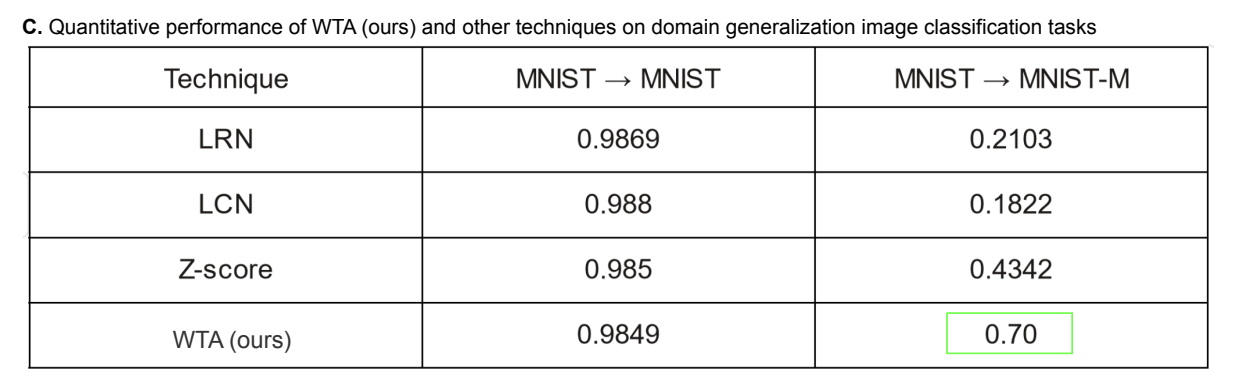 C. Quantitative performance of WTA (ours) and other techniques on domain generalization image classification tasks
Technique MNIST → MNIST MNIST → MNIST-M
LRN 0.9869 0.2103
LCN 0.988 0.1822
Z-score 0.985 0.4342
WTA (ours) 0.9849 0.70